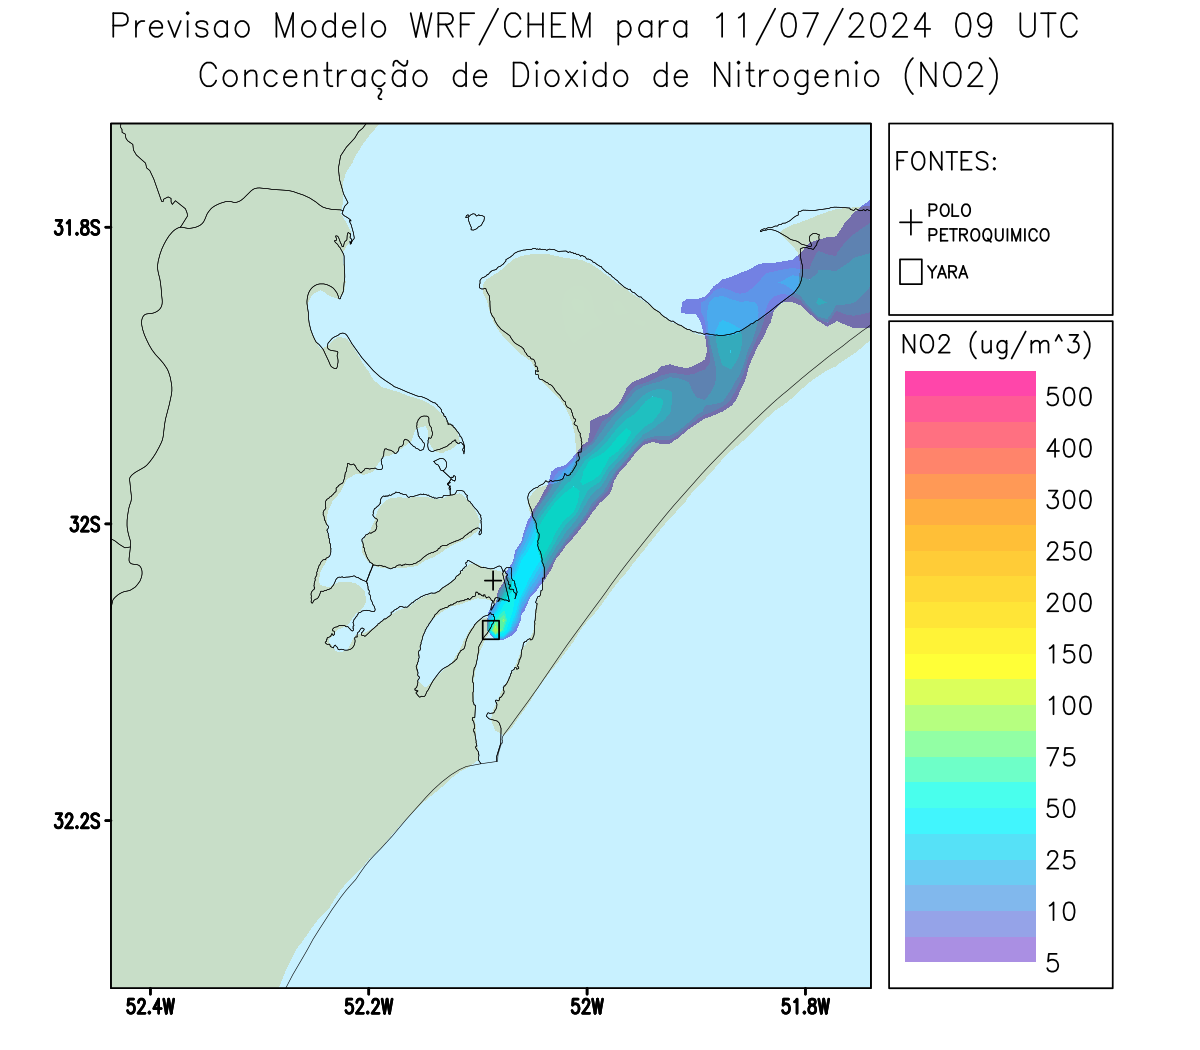 Previsao Modelo WRF/CHEM para 11/07/2024 09 UTC
Concentração de Dioxido de Nitrogenio (NO2)
FONTES:
POLO
PETROQUIMICO
YARA
31.8S
32S
32.2S
52.4W
52.2W
52W
51.8W
NO2 (ug/m^3)
500
400
300
250
200
150
100
75
50
25
10
5